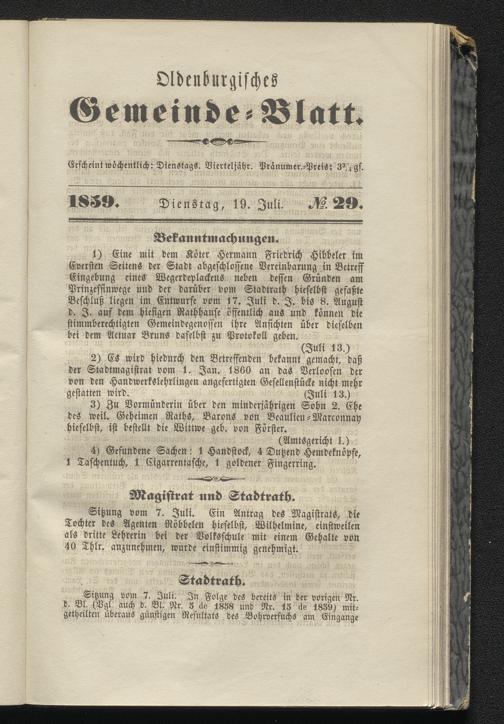 Oldenburgisches
Gemeinde-Blatt.
Erscheint wöchentlich: Dienstags. Vierteljähr. Pränumer.-Preis: 3¾ gſ.
1859. Dienstag, 19. Juli. № 29.
Bekanntmachungen.
1) Eine mit dem Köter Hermann Friedrich Hibbeler im
Eversten Seitens der Stadt abgeschlossene Vereinbarung in Betreff
Eingebung eines Wegerdeplackens neben dessen Gründen am
Prinzessinwege und der darüber vom Stadtrath hieselbst gefaßte
Beschluß liegen im Entwurfe vom 17. Juli d. J. bis 8. August
d. J. auf dem hiesigen Rathhause öffentlich aus und können die
stimmberechtigten Gemeindegenossen ihre Ansichten über dieselben
bei dem Actuar Bruns daselbst zu Protokoll geben.
(Juli 13.)
2) Es wird hiedurch den Betreffenden bekannt gemacht, daß
der Stadtmagistrat vom 1. Jan. 1860 an das Verloosen der
von den Handwerkslehrlingen angefertigten Gesellenstücke nicht mehr
gestatten wird. (Juli 13.)
3) Zu Vormünderin über den minderjährigen Sohn 2. Ehe
des weil. Geheimen Raths, Barons von Beaulieu-Marconnay
hieselbst, ist bestellt die Wittwe geb. von Förster.
(Amtsgericht I.)
4) Gefundene Sachen: 1 Handstock, 4 Dutzend Hemdeknöpfe,
1 Taschentuch, 1 Cigarrentasche, 1 goldener Fingerring.
Magistrat und Stadtrath.
Sitzung vom 7. Juli. Ein Antrag des Magistrats, die
Tochter des Agenten Röbbelen hieselbst, Wilhelmine, einstweilen
als dritte Lehrerin bei der Volksschule mit einem Gehalte von
40 Thlr. anzunehmen, wurde einstimmig genehmigt.
Stadtrath.
Sitzung vom 7. Juli. In Folge des bereits in der vorigen Nr.
d. Bl. (Vgl. auch d. Bl. Nr. 5 de 1858 und Nr. 15 de 1859) mit-
getheilten überaus günstigen Resultats des Bohrversuchs am Eingange